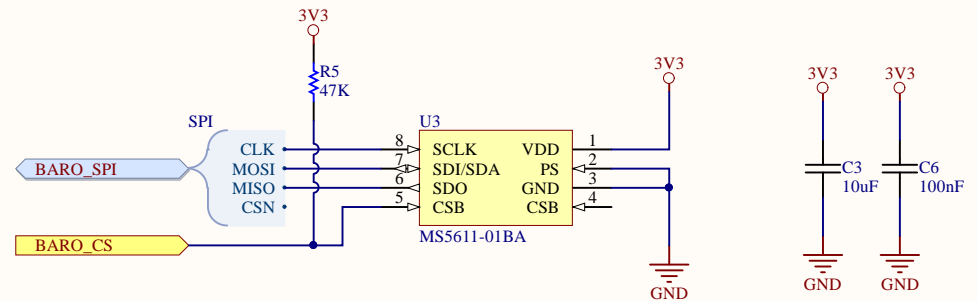 3V3
R5
47K
SPI
CLK
MOSI
MISO
CSN
BARO_SPI
BARO_CS
U3
8
7
6
5
SCLK
SDI/SDA
SDO
CSB
VDD
PS
GND
CSB
1
2
3
4
MS5611-01BA
3V3
GND
3V3
C3
10uF
GND
3V3
C6
100nF
GND